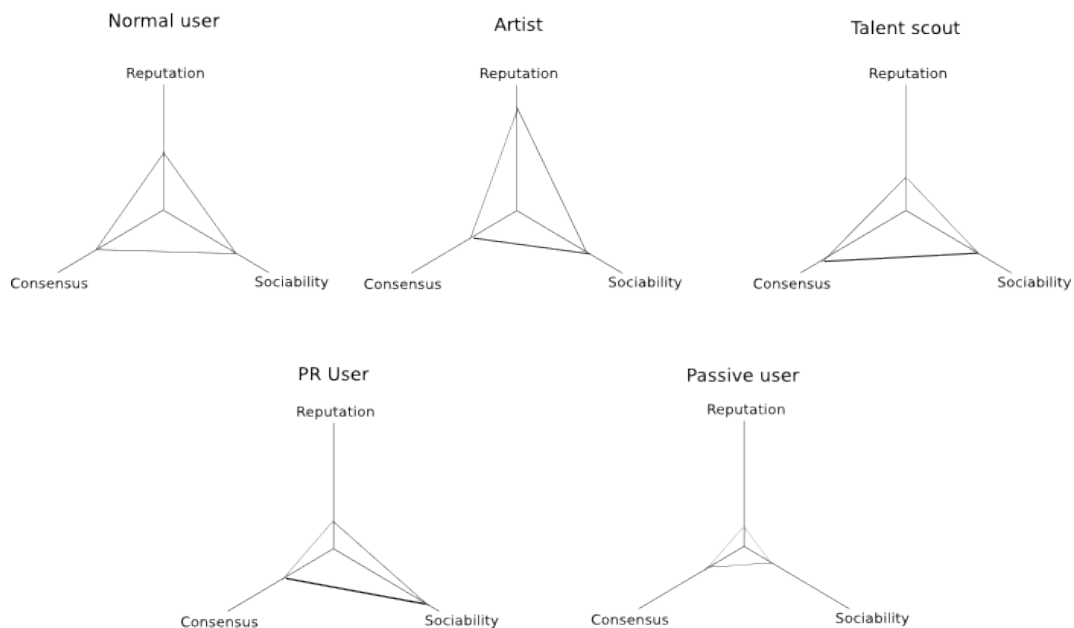 Normal user
Reputation
Consensus
Sociability
Artist
Reputation
Consensus
Sociability
Talent scout
Reputation
Consensus
Sociability
PR User
Reputation
Consensus
Sociability
Passive user
Reputation
Consensus
Sociability